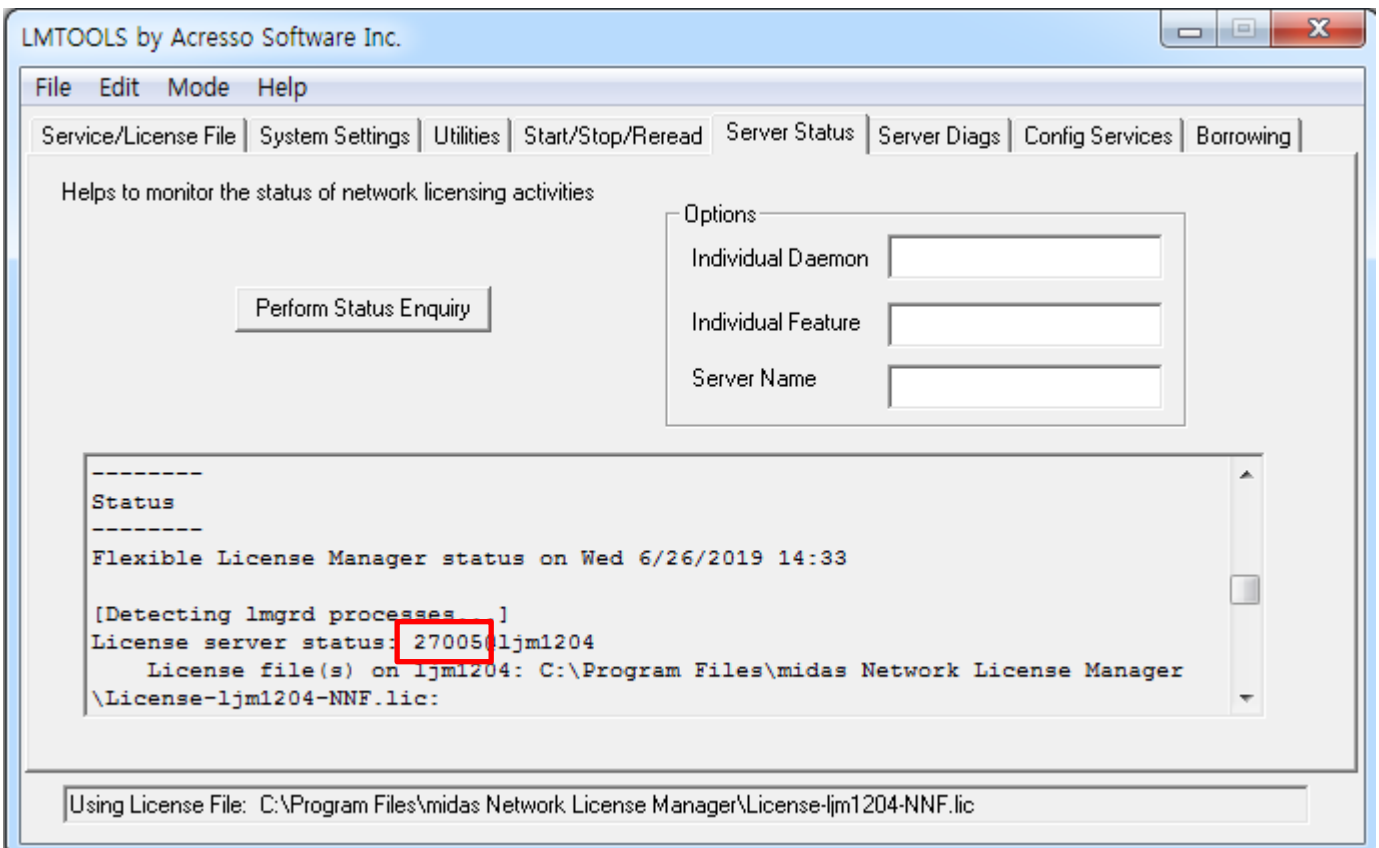 LMTOOLS by Acresso Software Inc.
File Edit Mode Help
Service/License File System Settings Utilities Start/Stop/Reread Server Status Server Diags Config Services Borrowing
Helps to monitor the status of network licensing activities
Options
Individual Daemon
Perform Status Enquiry
Individual Feature
Server Name
--------
Status
--------
Flexible License Manager status on Wed 6/26/2019 14:33
[Detecting lmgrd processes...]
License server status: 27005@ljm1204
License file(s) on ljm1204: C:\Program Files\midas Network License Manager
\License-ljm1204-NNF.lic:
Using License File: C:\Program Files\midas Network License Manager\License-ljm1204-NNF.lic